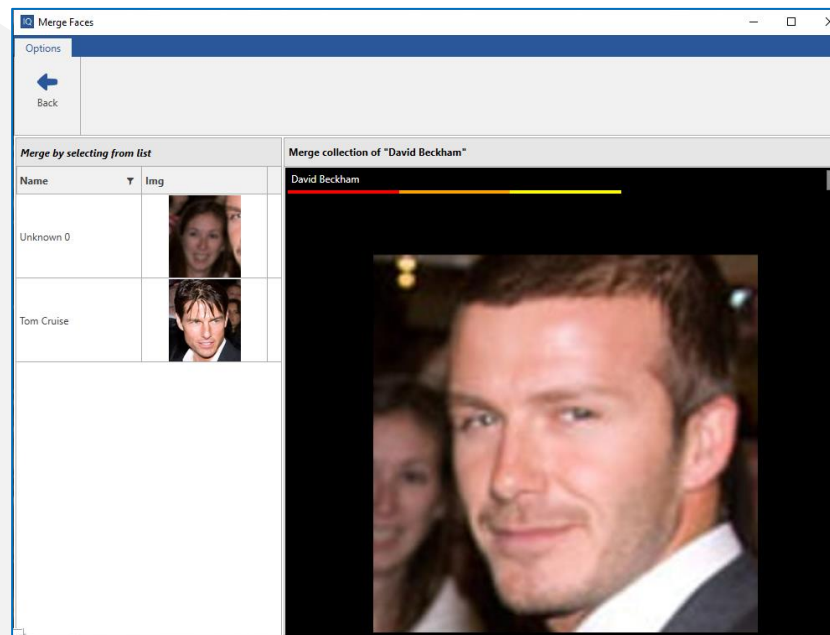 IQ Merge Faces
Options
Back
Merge by selecting from list
Merge collection of "David Beckham"
Name
Img
David Beckham
Unknown 0
Tom Cruise